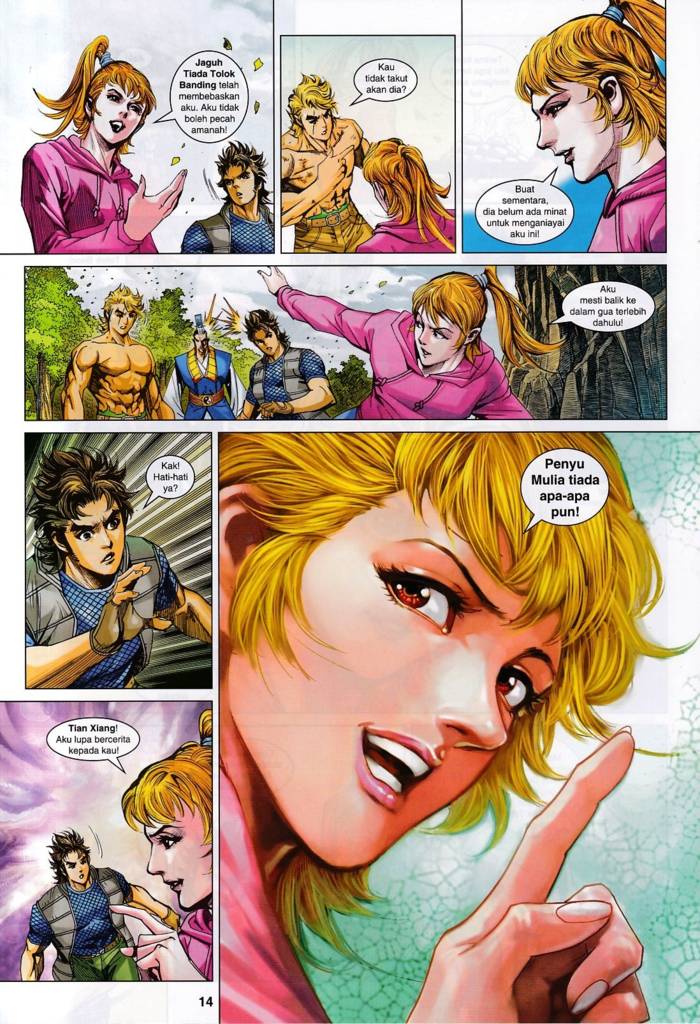 Jaguh
Tiada Tolok
Banding telah
membebaskan
aku. Aku tidak
boleh pecah
amanah!
Kau
tidak takut
akan dia?
Buat
sementara,
dia belum ada minat
untuk menganiayai
aku ini!
Aku
mesti balik ke
dalam gua terlebih
dahulu!
Kak!
Hati-hati
ya?
Penyu
Mulia tiada
apa-apa
pun!
Tian Xiang!
Aku lupa bercerita
kepada kau!
14